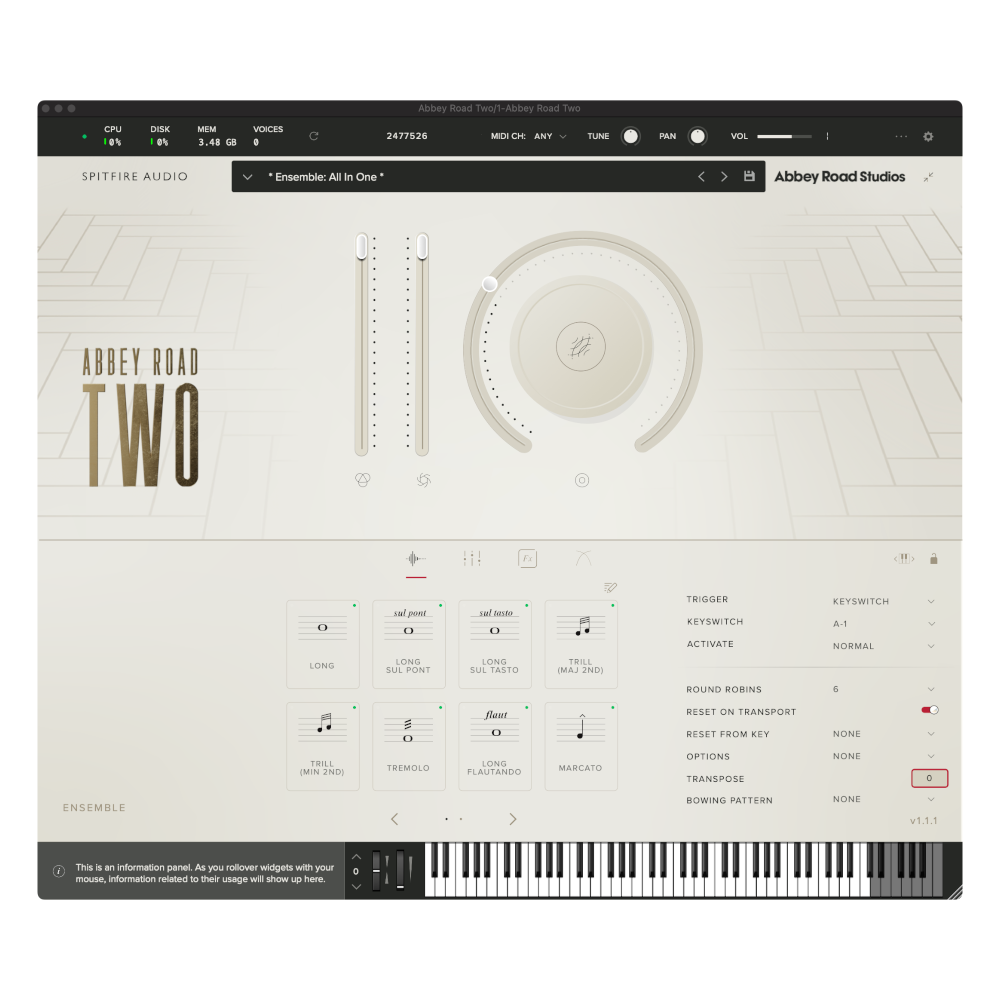 Abbey Road Two/1-Abbey Road Two
CPU DISK MEM VOICES
0% 0% 3.48 GB 0
2477526
MIDI CH: ANY
TUNE
PAN
VOL
SPITFIRE AUDIO
* Ensemble: All In One *
Abbey Road Studios
ABBEY ROAD
TWO
Fx
LONG
sul pont
LONG
SUL PONT
sul tasto
LONG
SUL TASTO
TRILL
(MAJ 2ND)
TRILL
(MIN 2ND)
TREMOLO
flaut
LONG
FLAUTANDO
MARCATO
TRIGGER KEYSWITCH
KEYSWITCH A-1
ACTIVATE NORMAL
ROUND ROBINS 6
RESET ON TRANSPORT
RESET FROM KEY NONE
OPTIONS NONE
TRANSPOSE 0
BOWING PATTERN NONE
ENSEMBLE
v1.1.1
i
This is an information panel. As you rollover widgets with your
mouse, information related to their usage will show up here.
0